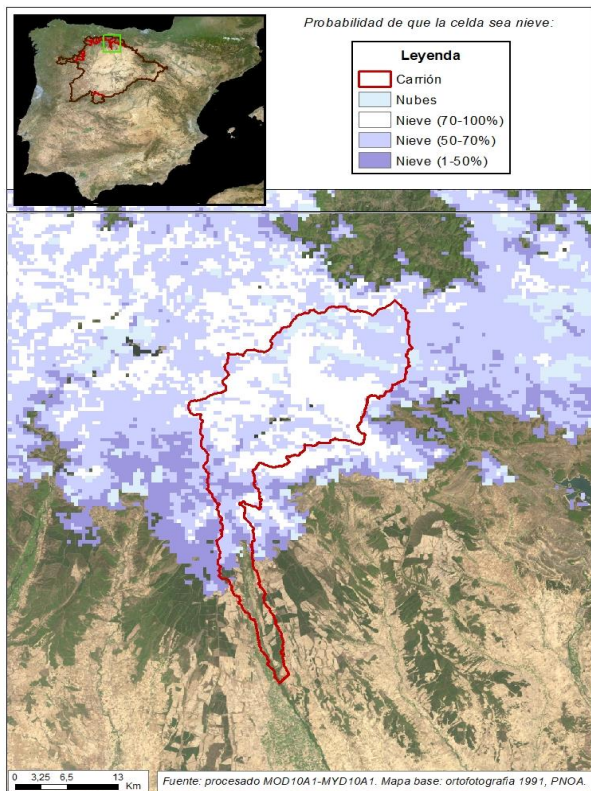 Probabilidad de que la celda sea nieve:
Leyenda
Carrión
Nubes
Nieve (70-100%)
Nieve (50-70%)
Nieve (1-50%)
0 3,25 6,5 13
Km
Fuente: procesado MOD10A1-MYD10A1. Mapa base: ortofotografia 1991, PNOA.